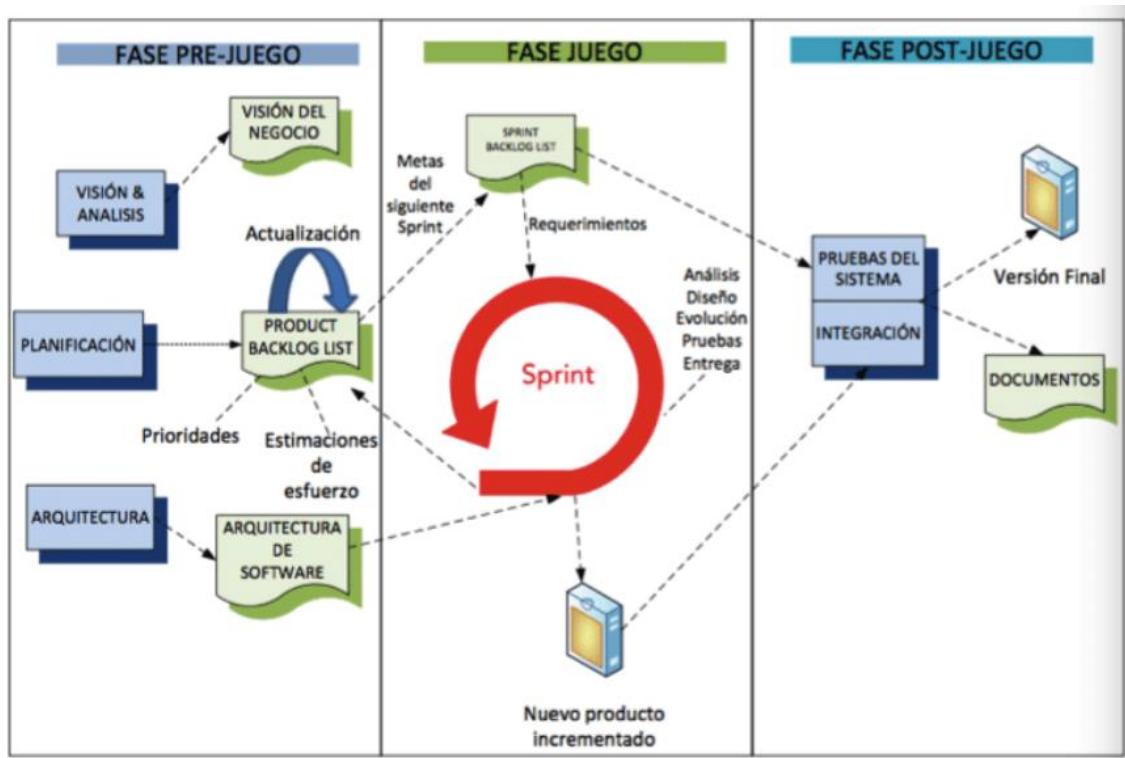 FASE PRE-JUEGO
VISIÓN DEL
NEGOCIO
VISIÓN &
ANALISIS
Actualización
PLANIFICACIÓN
PRODUCT
BACKLOG LIST
Prioridades
Estimaciones
de
esfuerzo
ARQUITECTURA
ARQUITECTURA
DE
SOFTWARE
FASE JUEGO
SPRINT
BACKLOG LIST
Metas
del
siguiente
Sprint
Requerimientos
Análisis
Diseño
Evolución
Pruebas
Entrega
Sprint
Nuevo producto
incrementado
FASE POST-JUEGO
PRUEBAS DEL
SISTEMA
INTEGRACIÓN
Versión Final
DOCUMENTOS